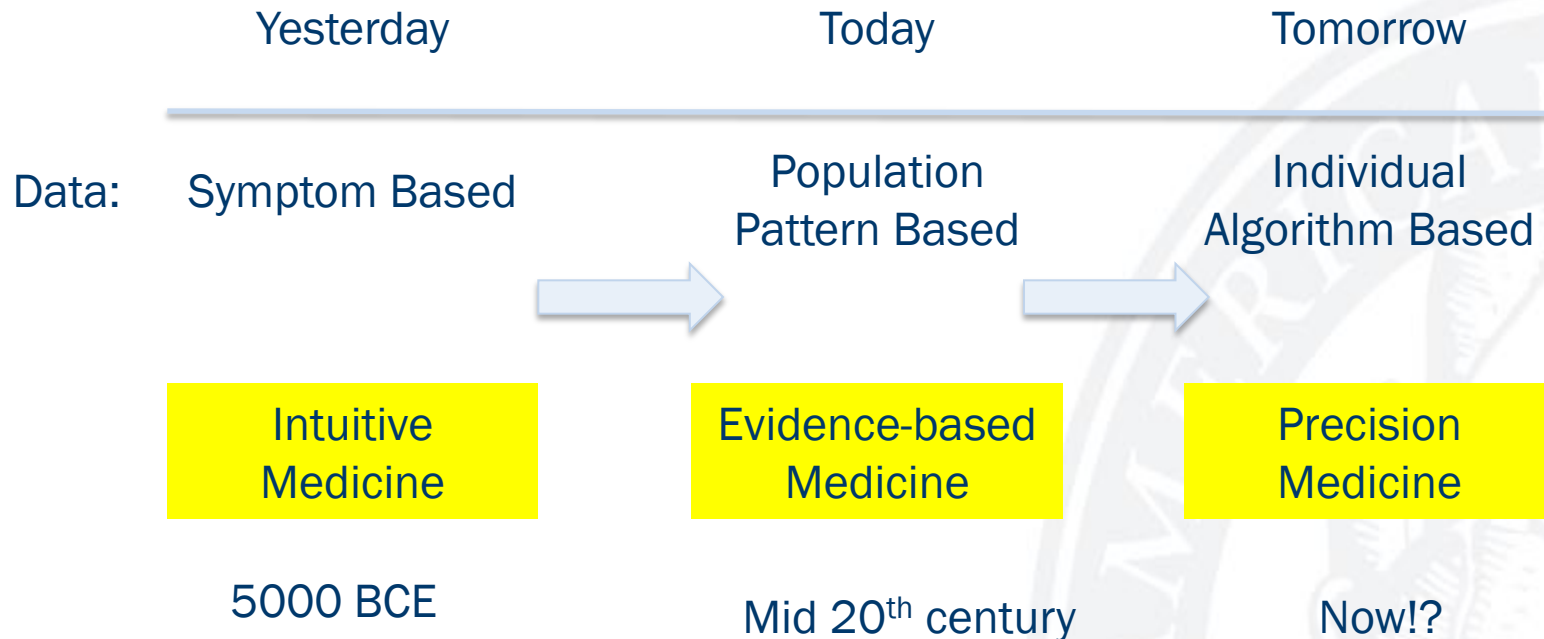 Yesterday
Today
Tomorrow
Data:
Symptom Based
Population
Pattern Based
Individual
Algorithm Based
Intuitive
Medicine
Evidence-based
Medicine
Precision
Medicine
5000 BCE
Mid 20th century
Now!?